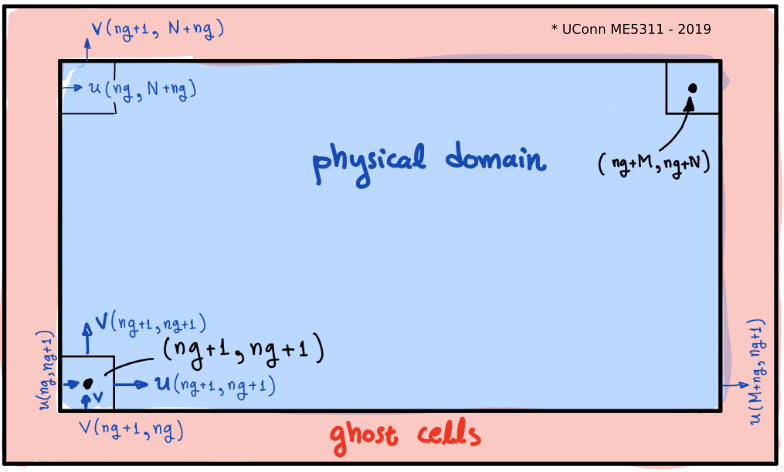 V(ng+1, N+ng)
* UConn ME5311 - 2019
u(ng, N+ng)
physical domain
(ng+M, ng+N)
V(ng+1, ng+1)
(ng+1, ng+1)
u(ng, ng+1)
u(ng+1, ng+1)
V
V(ng+1, ng)
u(M+ng, ng+1)
ghost cells